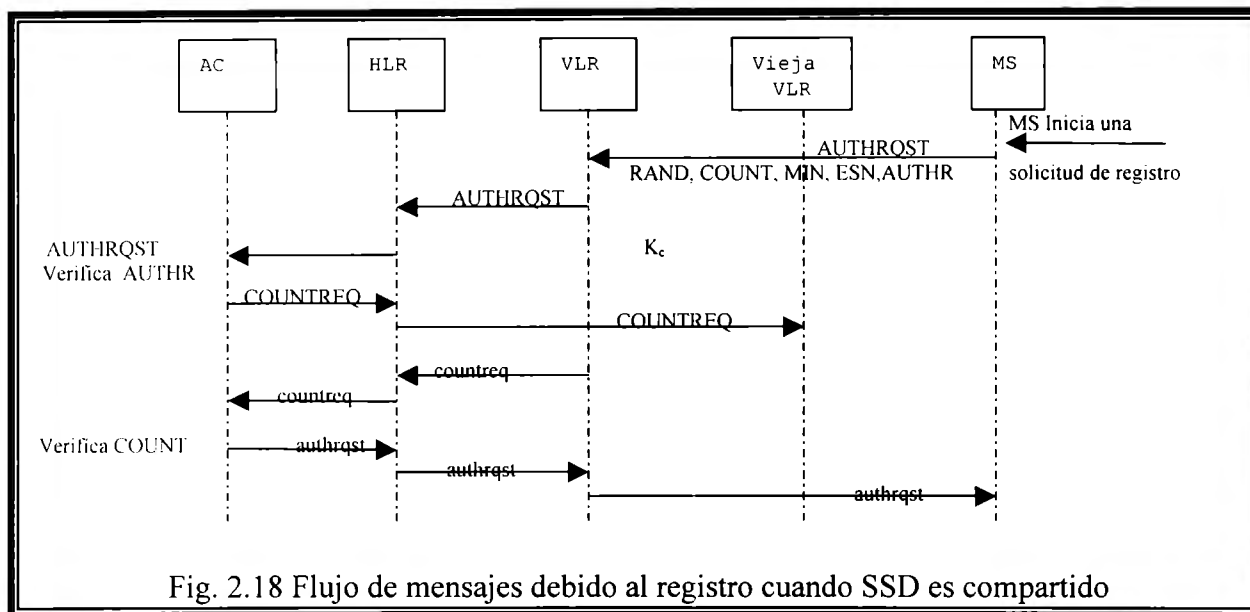 AC
HLR
VLR
Vieja
VLR
MS
MS Inicia una
solicitud de registro
AUTHRQST
RAND, COUNT, MIN, ESN,AUTHR
AUTHRQST
AUTHRQST
Verifica AUTHR
Kc
COUNTREQ
COUNTREQ
countreq
countreq
Verifica COUNT
authrqst
authrqst
authrqst
Fig. 2.18 Flujo de mensajes debido al registro cuando SSD es compartido